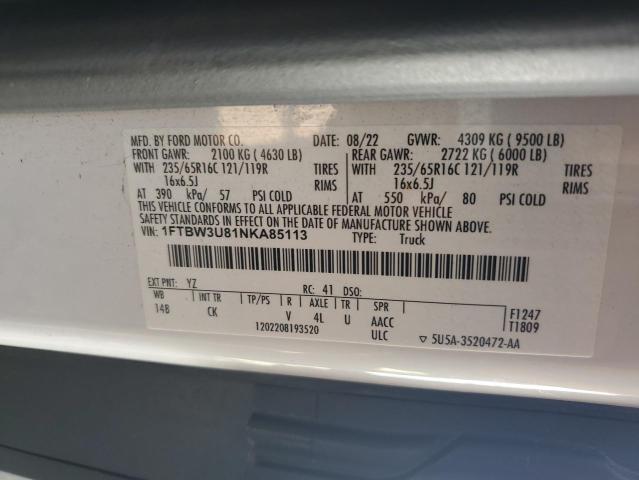 MFD. BY FORD MOTOR CO. DATE: 08/22 GVWR: 4309 KG ( 9500 LB)
FRONT GAWR: 2100 KG ( 4630 LB) REAR GAWR: 2722 KG ( 6000 LB)
WITH 235/65R16C 121/119R TIRES WITH 235/65R16C 121/119R TIRES
16x6.5J RIMS 16x6.5J RIMS
AT 390 kPa/ 57 PSI COLD AT 550 kPa/ 80 PSI COLD
THIS VEHICLE CONFORMS TO ALL APPLICABLE FEDERAL MOTOR VEHICLE
SAFETY STANDARDS IN EFFECT ON THE DATE OF MANUFACTURE SHOWN ABOVE.
VIN: 1FTBW3U81NKA85113 TYPE: Truck
EXT PNT: YZ RC: 41 DSO:
WB INT TR TP/PS R AXLE TR SPR F1247
14B CK V 4L U AACC T1809
1202208193520 ULC ▽ 5U5A-3520472-AA